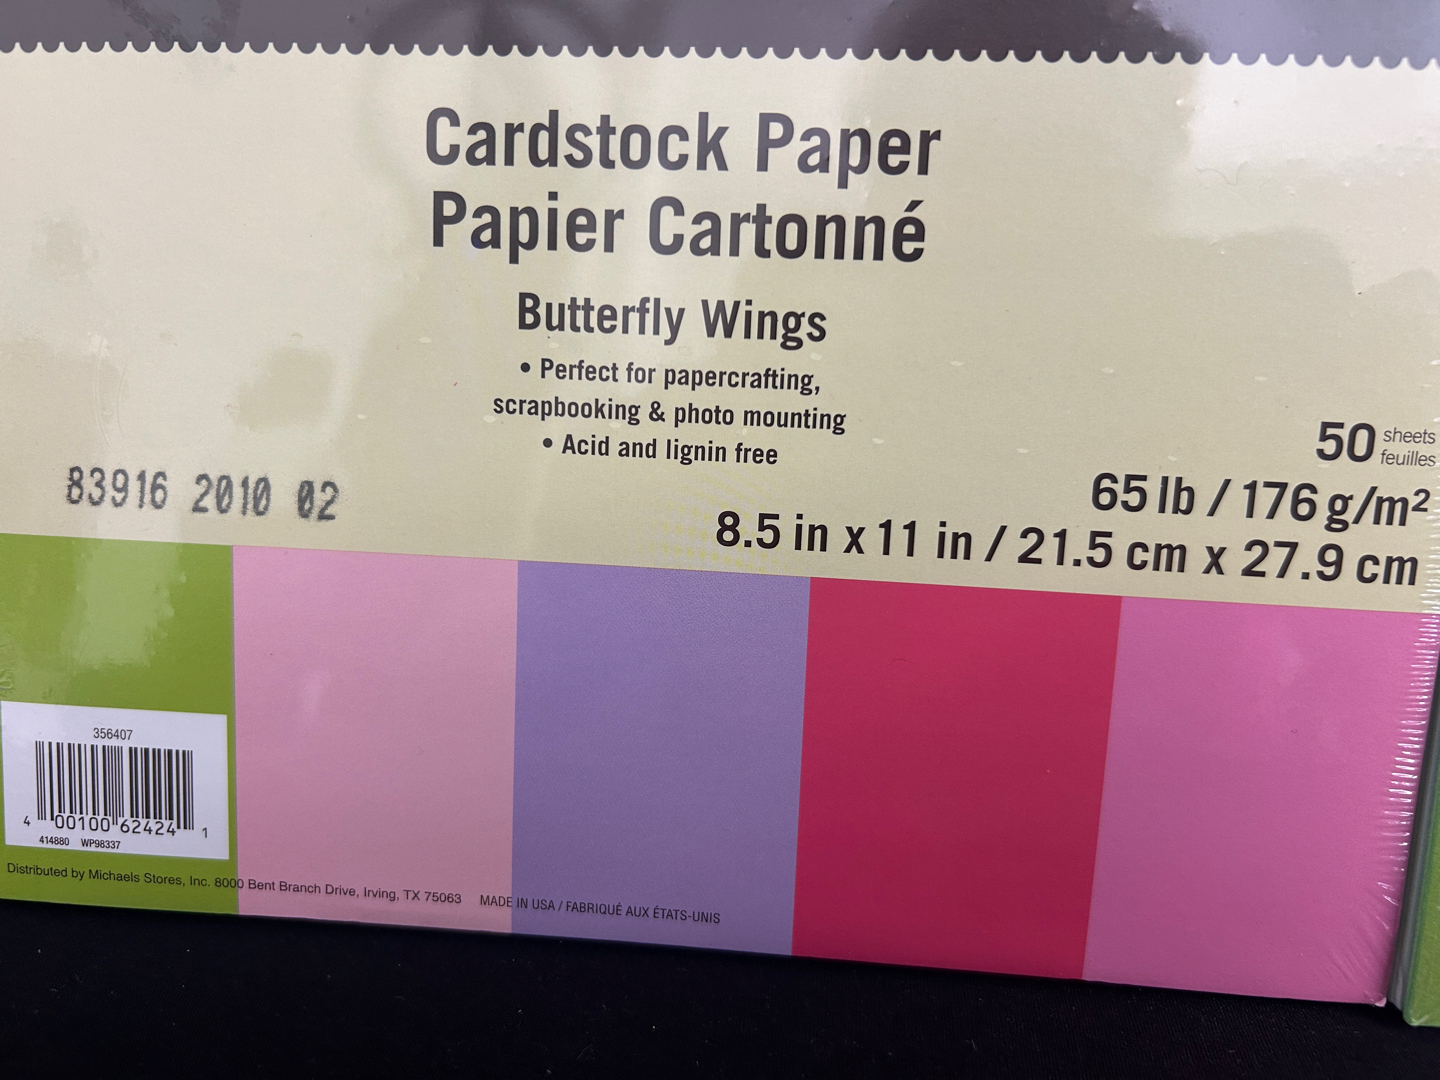 Cardstock Paper
Papier Cartonné
Butterfly Wings
• Perfect for papercrafting,
scrapbooking & photo mounting
• Acid and lignin free
50 sheets
feuilles
65 lb / 176 g/m²
8.5 in x 11 in / 21.5 cm x 27.9 cm
83916 2010 02
356407
4 00100 62424 1
414880 WP98337
Distributed by Michaels Stores, Inc. 8000 Bent Branch Drive, Irving, TX 75063 MADE IN USA / FABRIQUÉ AUX ÉTATS-UNIS